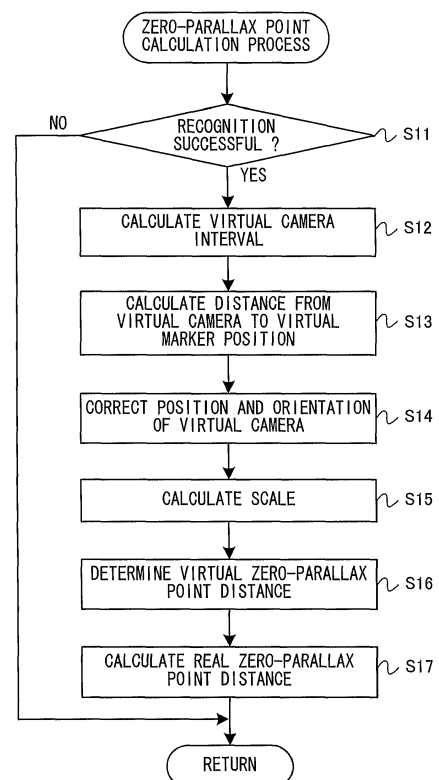 ZERO-PARALLAX POINT
CALCULATION PROCESS
NO
RECOGNITION
SUCCESSFUL ?
S11
YES
CALCULATE VIRTUAL CAMERA
INTERVAL
S12
CALCULATE DISTANCE FROM
VIRTUAL CAMERA TO VIRTUAL
MARKER POSITION
S13
CORRECT POSITION AND ORIENTATION
OF VIRTUAL CAMERA
S14
CALCULATE SCALE
S15
DETERMINE VIRTUAL ZERO-PARALLAX
POINT DISTANCE
S16
CALCULATE REAL ZERO-PARALLAX
POINT DISTANCE
S17
RETURN